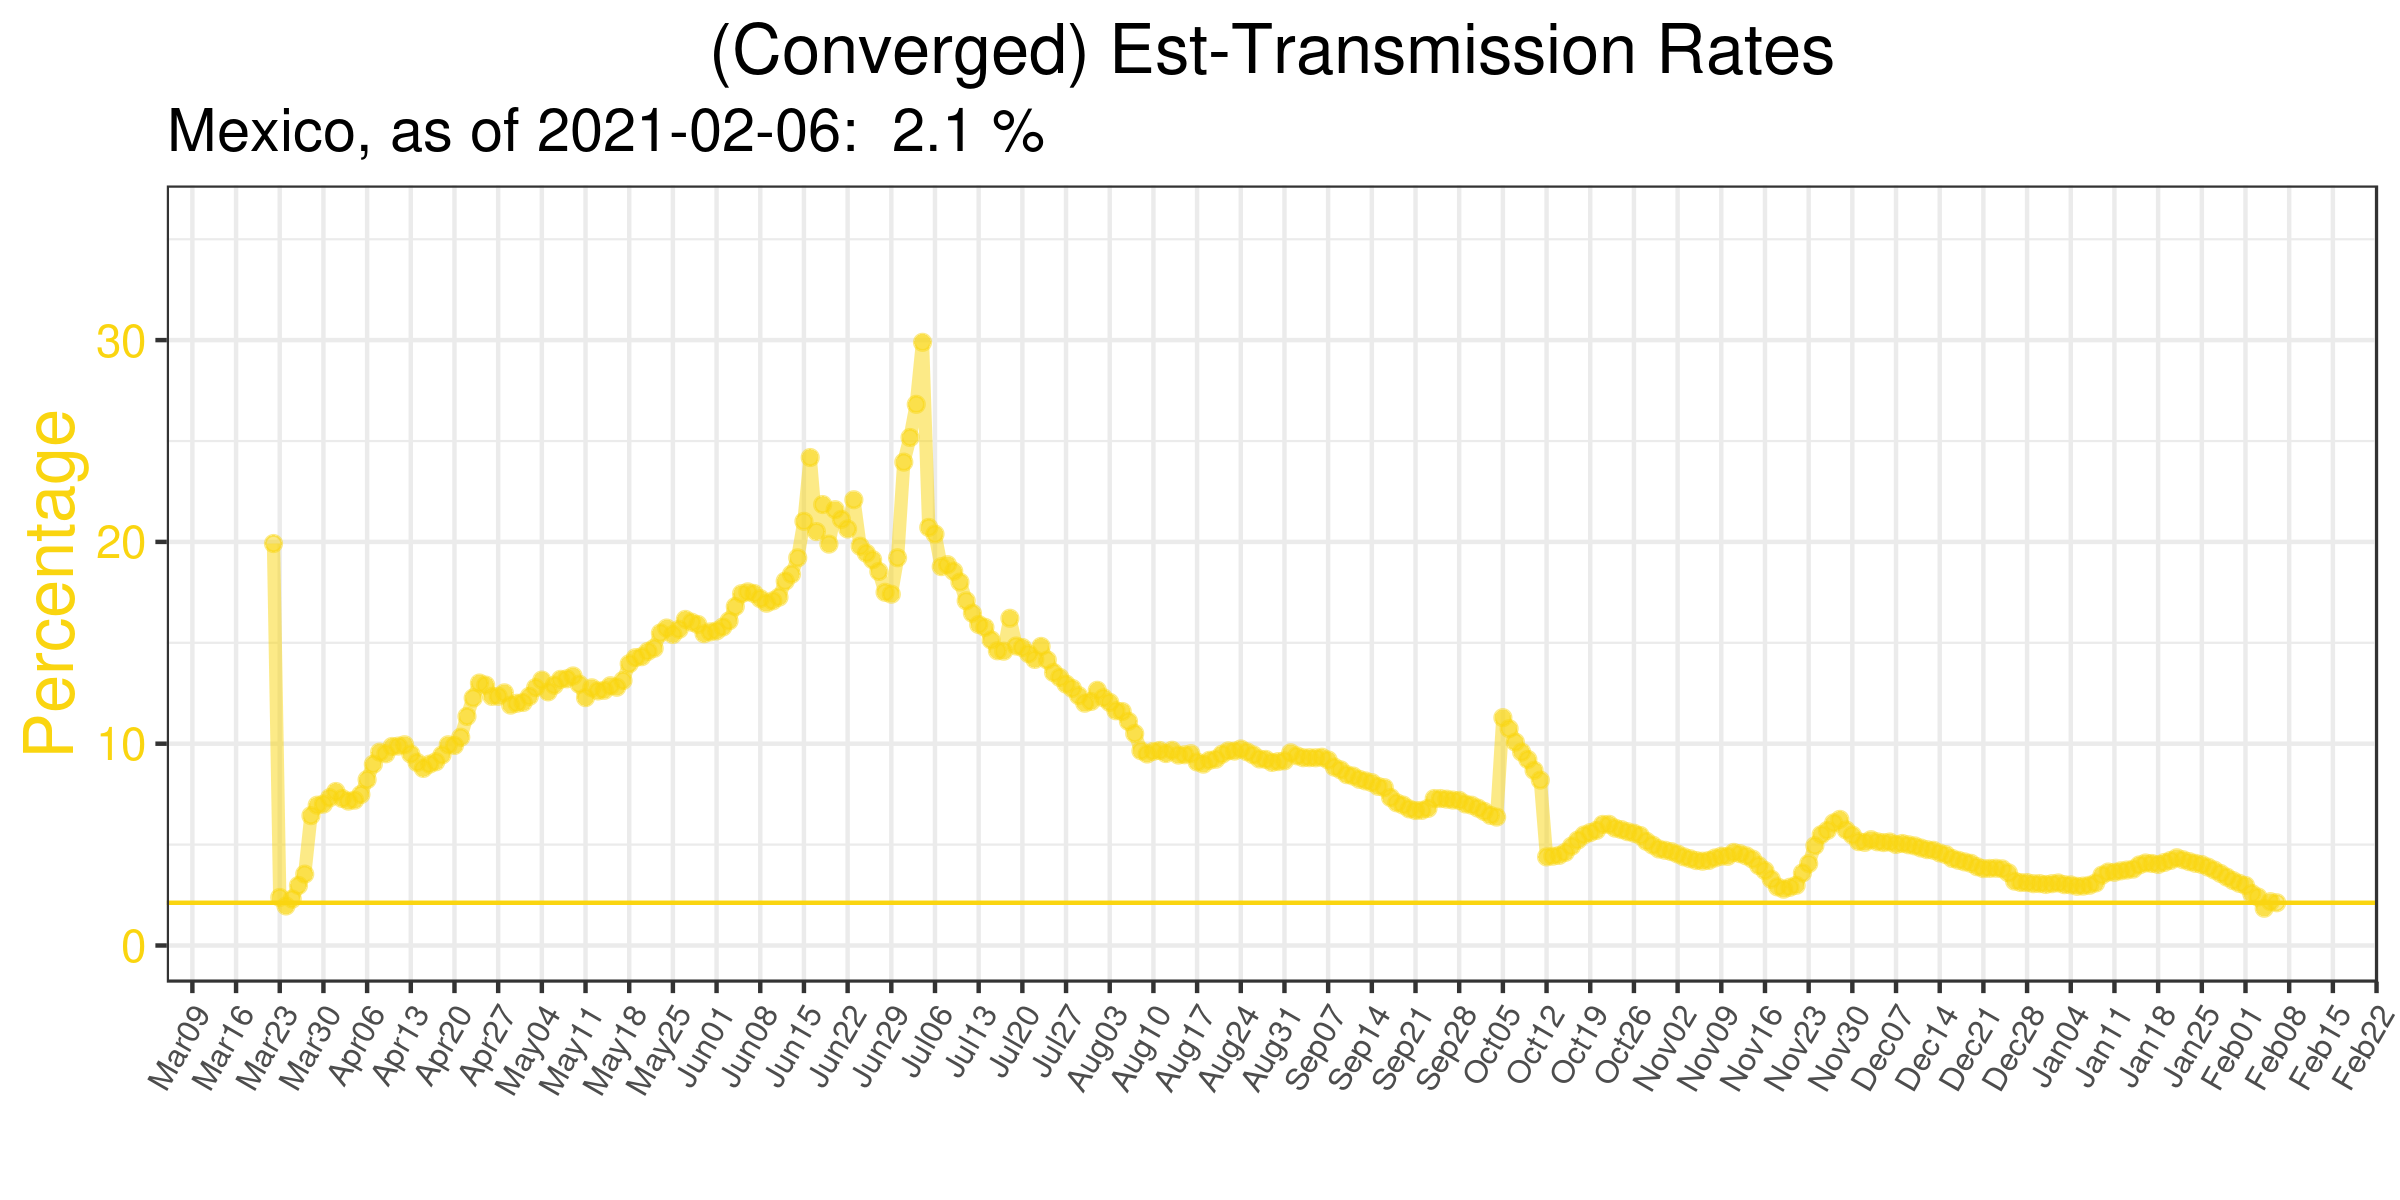 (Converged) Est-Transmission Rates
Mexico, as of 2021-02-06:  2.1 %
Percentage
30
20
10
0
Mar09
Mar16
Mar23
Mar30
Apr06
Apr13
Apr20
Apr27
May04
May11
May18
May25
Jun01
Jun08
Jun15
Jun22
Jun29
Jul06
Jul13
Jul20
Jul27
Aug03
Aug10
Aug17
Aug24
Aug31
Sep07
Sep14
Sep21
Sep28
Oct05
Oct12
Oct19
Oct26
Nov02
Nov09
Nov16
Nov23
Nov30
Dec07
Dec14
Dec21
Dec28
Jan04
Jan11
Jan18
Jan25
Feb01
Feb08
Feb15
Feb22